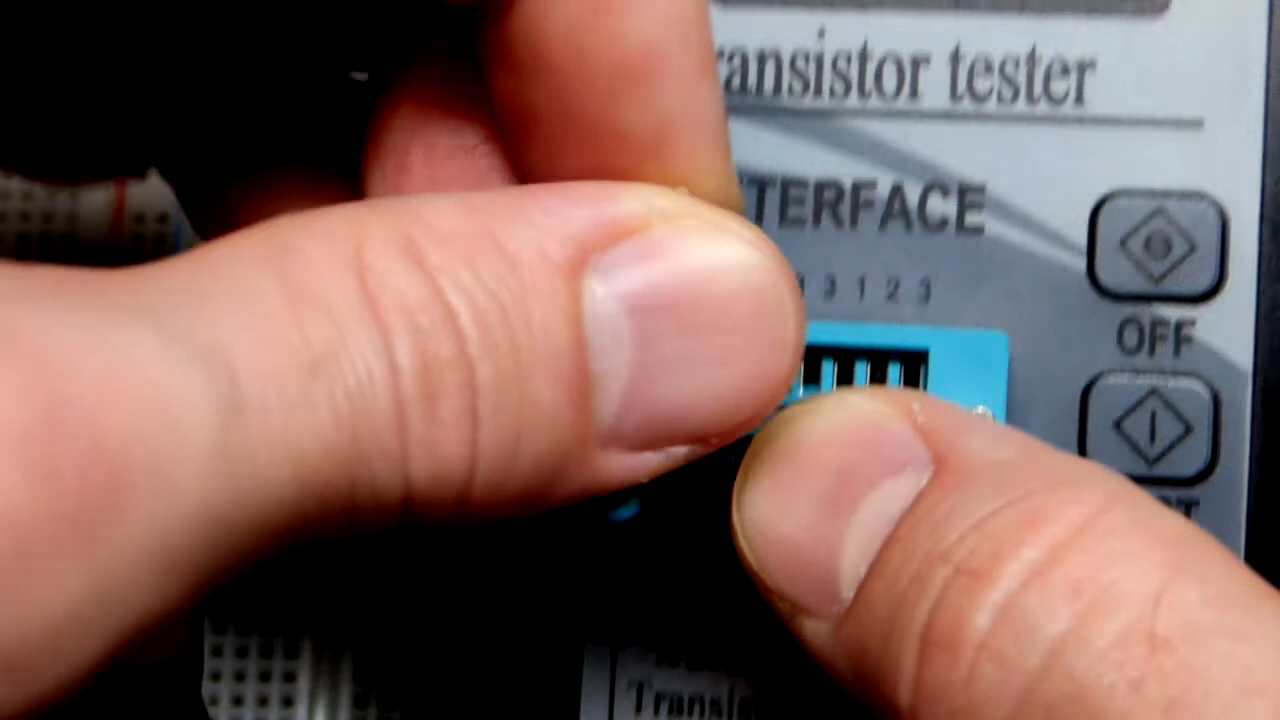 ransistor tester
TERFACE
3 1 2 3
OFF
Transis